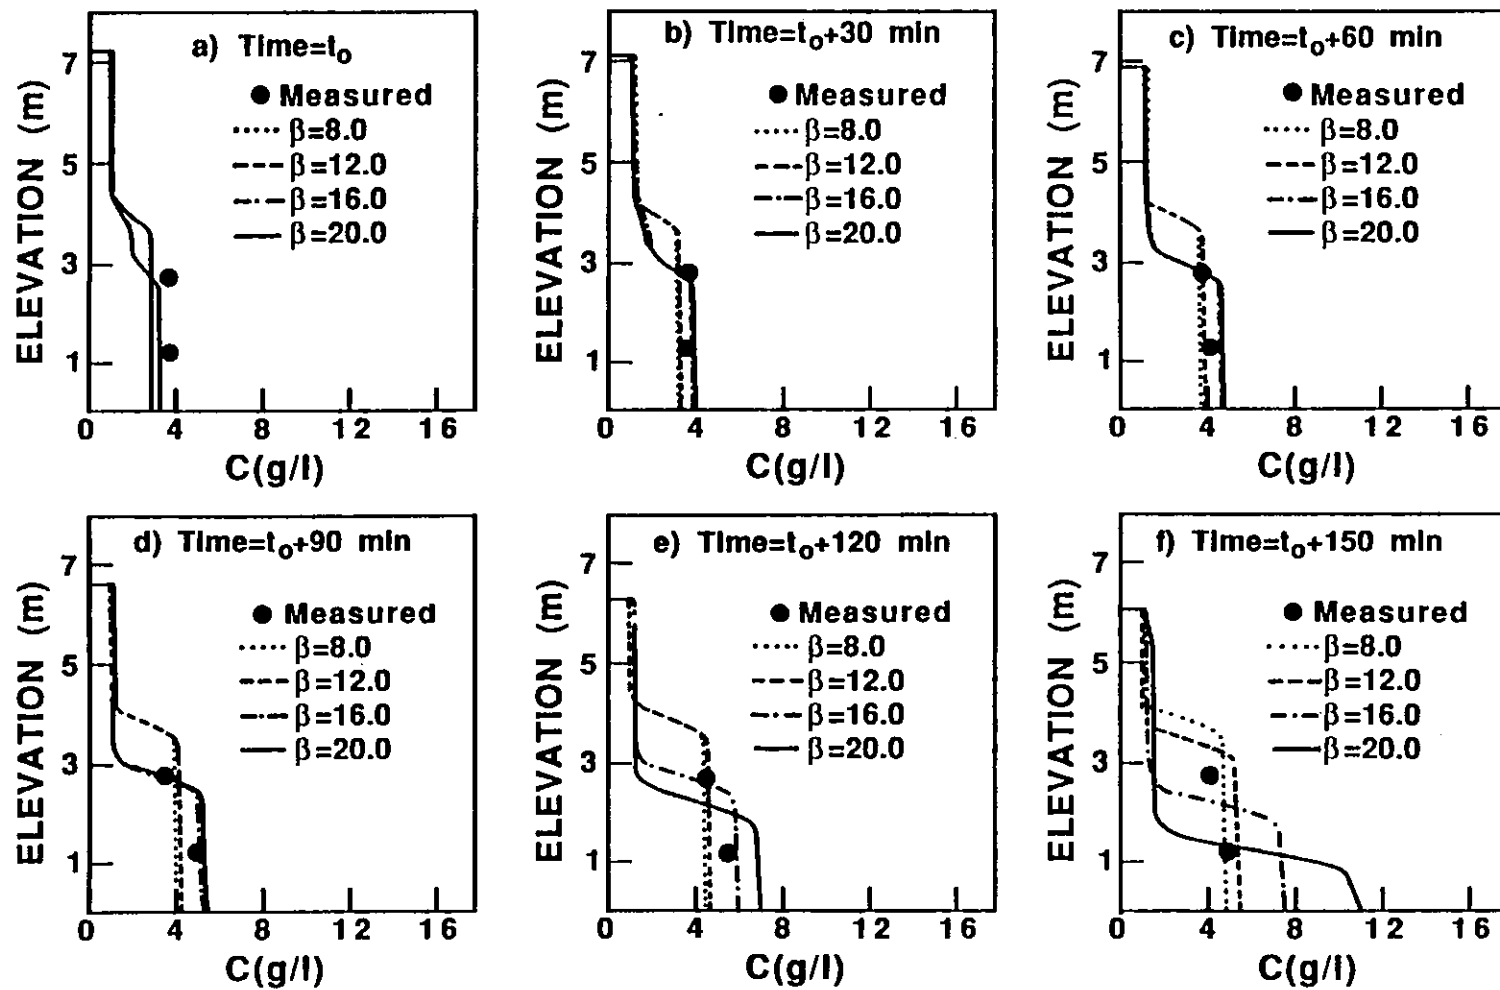 a) Time=to
ELEVATION (m)
7
5
3
1
● Measured
β=8.0
β=12.0
β=16.0
β=20.0
0 4 8 12 16
C(g/l)
b) Time=to+30 min
ELEVATION (m)
7
5
3
1
● Measured
β=8.0
β=12.0
β=16.0
β=20.0
0 4 8 12 16
C(g/l)
c) Time=to+60 min
ELEVATION (m)
7
5
3
1
● Measured
β=8.0
β=12.0
β=16.0
β=20.0
0 4 8 12 16
C(g/l)
d) Time=to+90 min
ELEVATION (m)
7
5
3
1
● Measured
β=8.0
β=12.0
β=16.0
β=20.0
0 4 8 12 16
C(g/l)
e) Time=to+120 min
ELEVATION (m)
7
5
3
1
● Measured
β=8.0
β=12.0
β=16.0
β=20.0
0 4 8 12 16
C(g/l)
f) Time=to+150 min
ELEVATION (m)
7
5
3
1
● Measured
β=8.0
β=12.0
β=16.0
β=20.0
0 4 8 12 16
C(g/l)